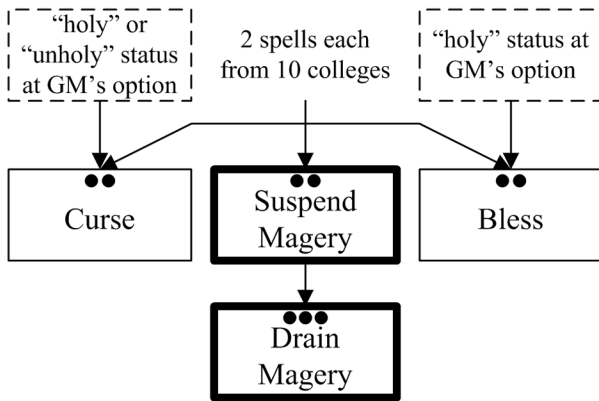 “holy” or
“unholy” status
at GM’s option
2 spells each
from 10 colleges
“holy” status at
GM’s option
Curse
Suspend
Magery
Bless
Drain
Magery